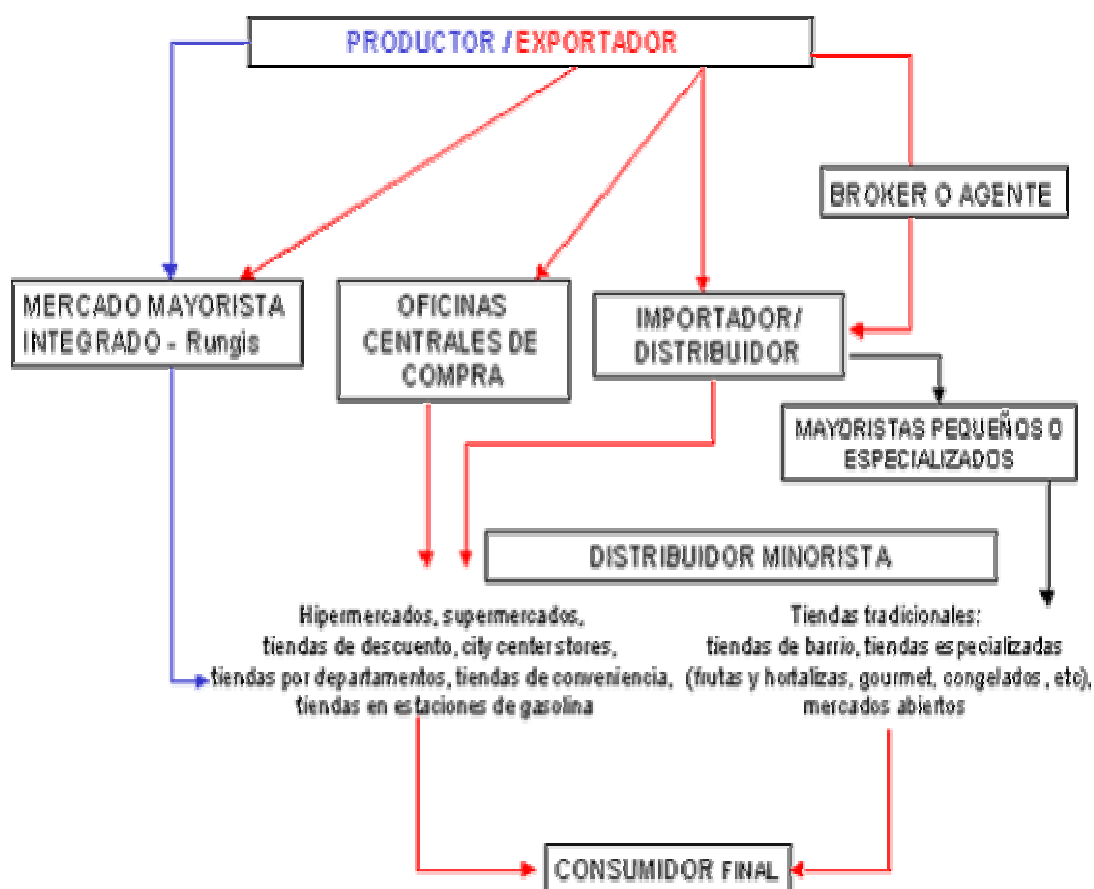 PRODUCTOR / EXPORTADOR
BROKER O AGENTE
MERCADO MAYORISTA
INTEGRADO - Rungis
OFICINAS
CENTRALES DE
COMPRA
IMPORTADOR/
DISTRIBUIDOR
MAYORISTAS PEQUEÑOS O
ESPECIALIZADOS
DISTRIBUIDOR MINORISTA
Hipermercados, supermercados,
tiendas de descuento, city center stores,
tiendas por departamentos, tiendas de conveniencia,
tiendas en estaciones de gasolina
Tiendas tradicionales:
tiendas de barrio, tiendas especializadas
(frutas y hortalizas, gourmet, congelados, etc),
mercados abiertos
CONSUMIDOR FINAL